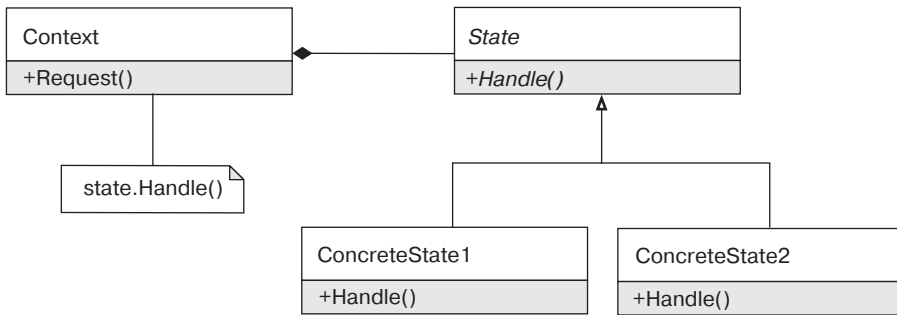 Context
+Request()
State
+Handle()
state.Handle()
ConcreteState1
+Handle()
ConcreteState2
+Handle()